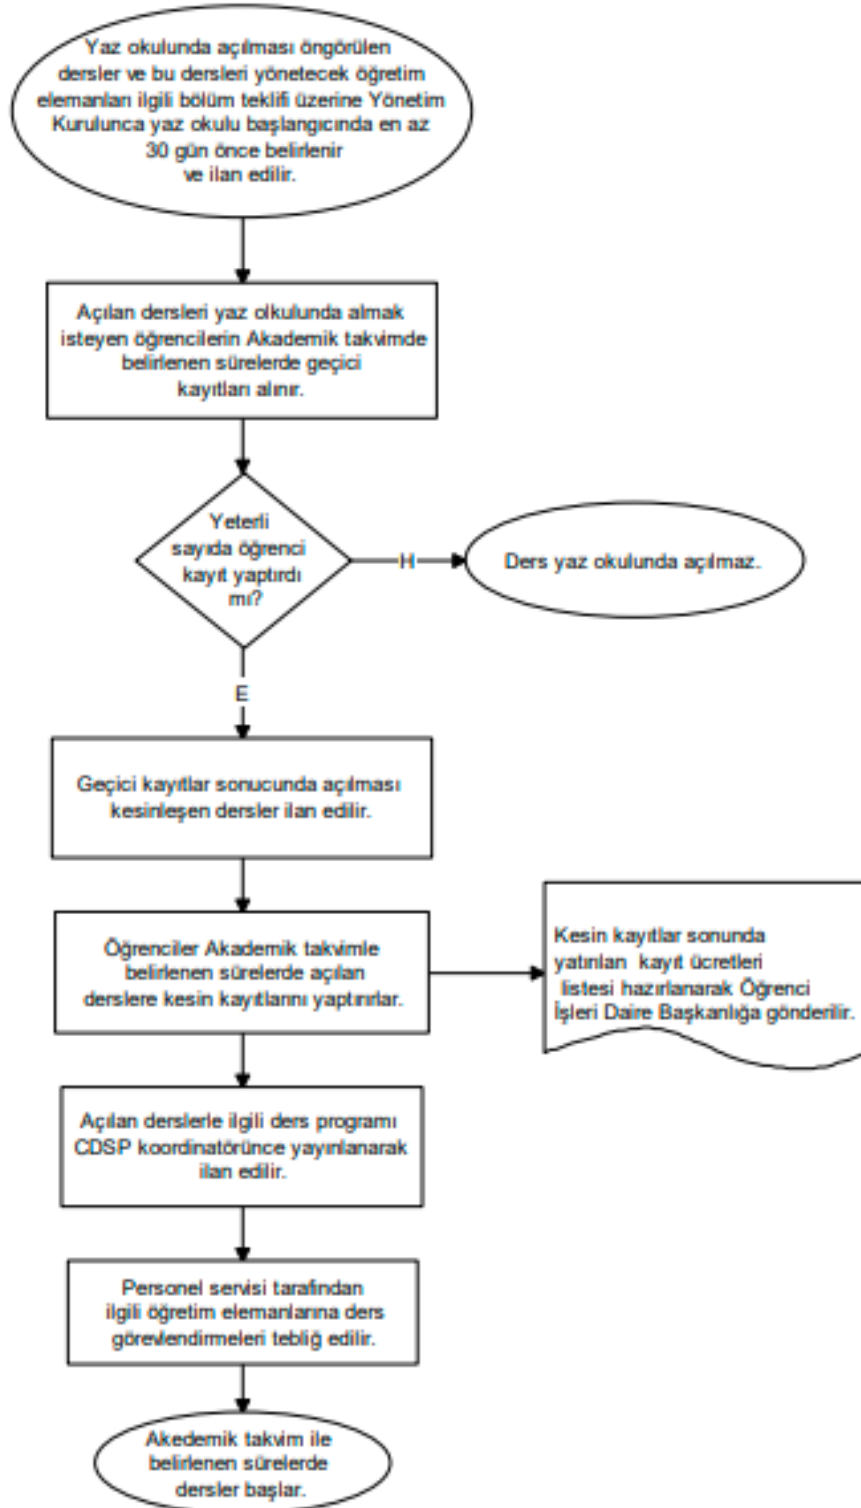 Yaz okulunda açılması öngörülen
dersler ve bu dersleri yönetecek öğretim
elemanları ilgili bölüm teklifi üzerine Yönetim
Kurulunca yaz okulu başlangıcında en az
30 gün önce belirlenir
ve ilan edilir.
Açılan dersleri yaz olkulunda almak
isteyen öğrencilerin Akademik takvimde
belirlenen sürelerde geçici
kayıtları alınır.
Yeterli
sayıda öğrenci
kayıt yaptırdı
mı?
H
Ders yaz okulunda açılmaz.
E
Geçici kayıtlar sonucunda açılması
kesinleşen dersler ilan edilir.
Öğrenciler Akademik takvimle
belirlenen sürelerde açılan
derslere kesin kayıtlarını yaptırırlar.
Kesin kayıtlar sonunda
yatırılan kayıt ücretleri
listesi hazırlanarak Öğrenci
İşleri Daire Başkanlığa gönderilir.
Açılan derslerle ilgili ders programı
CDSP koordinatörünce yayınlanarak
ilan edilir.
Personel servisi tarafından
ilgili öğretim elemanlarına ders
görevlendirmeleri tebliğ edilir.
Akedemik takvim ile
belirlenen sürelerde
dersler başlar.